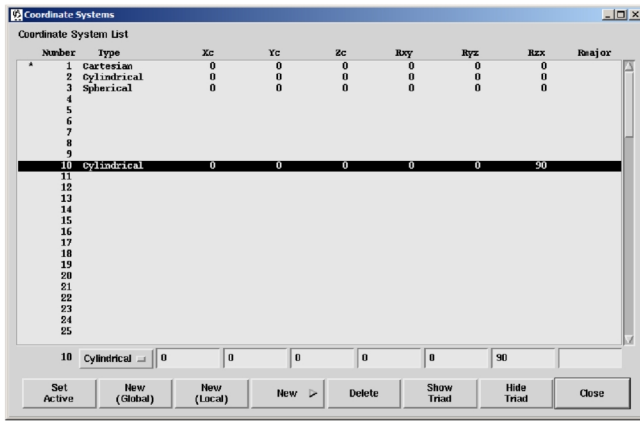 Coordinate Systems
Coordinate System List
Number Type Xc Yc Zc Rxy Ryz Rzx Rmajor
* 1 Cartesian 0 0 0 0 0 0
2 Cylindrical 0 0 0 0 0 0
3 Spherical 0 0 0 0 0 0
4
5
6
7
8
9
10 Cylindrical 0 0 0 0 0 90
11
12
13
14
15
16
17
18
19
20
21
22
23
24
25
10 Cylindrical 0 0 0 0 0 90
Set Active New (Global) New (Local) New Delete Show Triad Hide Triad Close